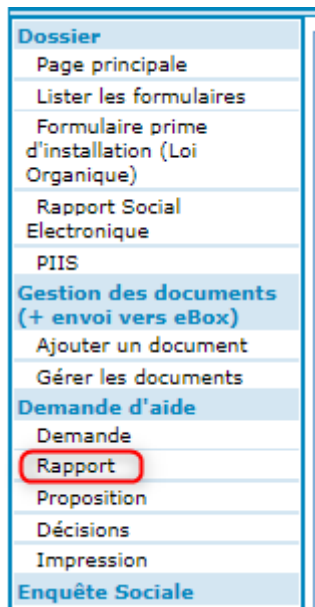 Dossier
Page principale
Lister les formulaires
Formulaire prime
d'installation (Loi
Organique)
Rapport Social
Electronique
PIIS
Gestion des documents
(+ envoi vers eBox)
Ajouter un document
Gérer les documents
Demande d'aide
Demande
Rapport
Proposition
Décisions
Impression
Enquête Sociale